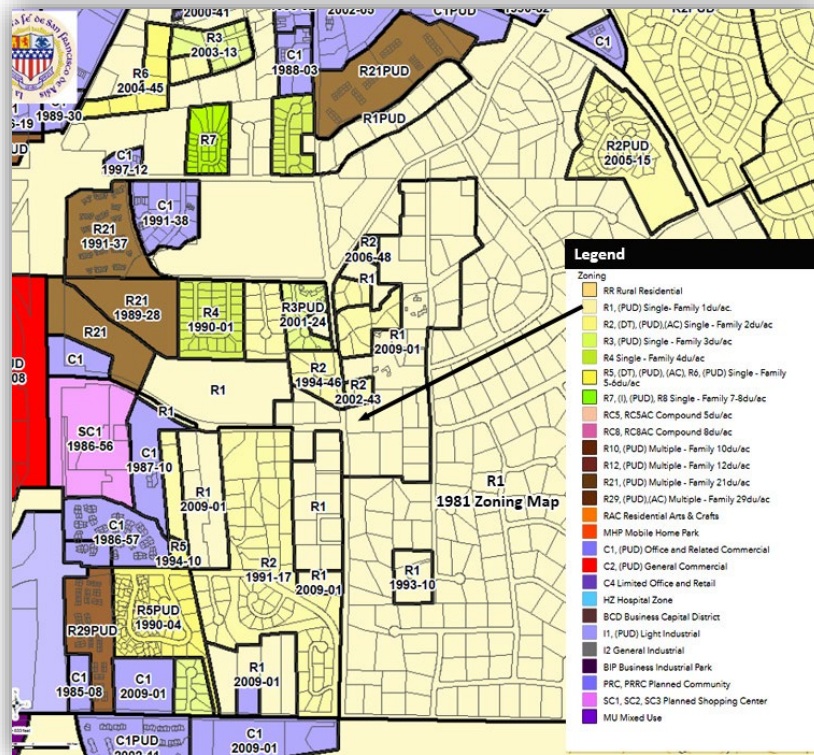 la fe' de San francisco de Asis
2000-41
2002-05
C1PUD
1990-02
R2PUD
R3
2003-13
C1
1988-03
C1
R6
2004-45
R21PUD
1989-30
R7
R1PUD
R2PUD
2005-15
C1
1997-12
C1
1991-38
R21
1991-37
R2
2006-48
R1
R21
1989-28
R4
1990-01
R3PUD
2001-24
R1
2009-01
R21
C1
R2
1994-46
R1
R2
2002-43
R1
SC1
1986-56
C1
1987-10
R1
2009-01
R1
R1
1981 Zoning Map
C1
1986-57
R5
1994-10
R2
1991-17
R1
2009-01
R1
1993-10
R29PUD
R5PUD
1990-04
R1
2009-01
C1
1985-08
C1
2009-01
C1PUD
C1
2009-01
Legend
Zoning
RR Rural Residential
R1, (PUD) Single- Family 1du/ac.
R2, (DT), (PUD),(AC) Single - Family 2du/ac
R3, (PUD) Single - Family 3du/ac
R4 Single - Family 4du/ac
R5, (DT), (PUD), (AC), R6, (PUD) Single - Family
5-6du/ac
R7, (I), (PUD), R8 Single - Family 7-8du/ac
RC5, RC5AC Compound 5du/ac
RC8, RC8AC Compound 8du/ac
R10, (PUD) Multiple - Family 10du/ac
R12, (PUD) Multiple - Family 12du/ac
R21, (PUD) Multiple - Family 21du/ac
R29, (PUD),(AC) Multiple - Family 29du/ac
RAC Residential Arts & Crafts
MHP Mobile Home Park
C1, (PUD) Office and Related Commercial
C2, (PUD) General Commercial
C4 Limited Office and Retail
HZ Hospital Zone
BCD Business Capital District
I1, (PUD) Light Industrial
I2 General Industrial
BIP Business Industrial Park
PRC, PRRC Planned Community
SC1, SC2, SC3 Planned Shopping Center
MU Mixed Use